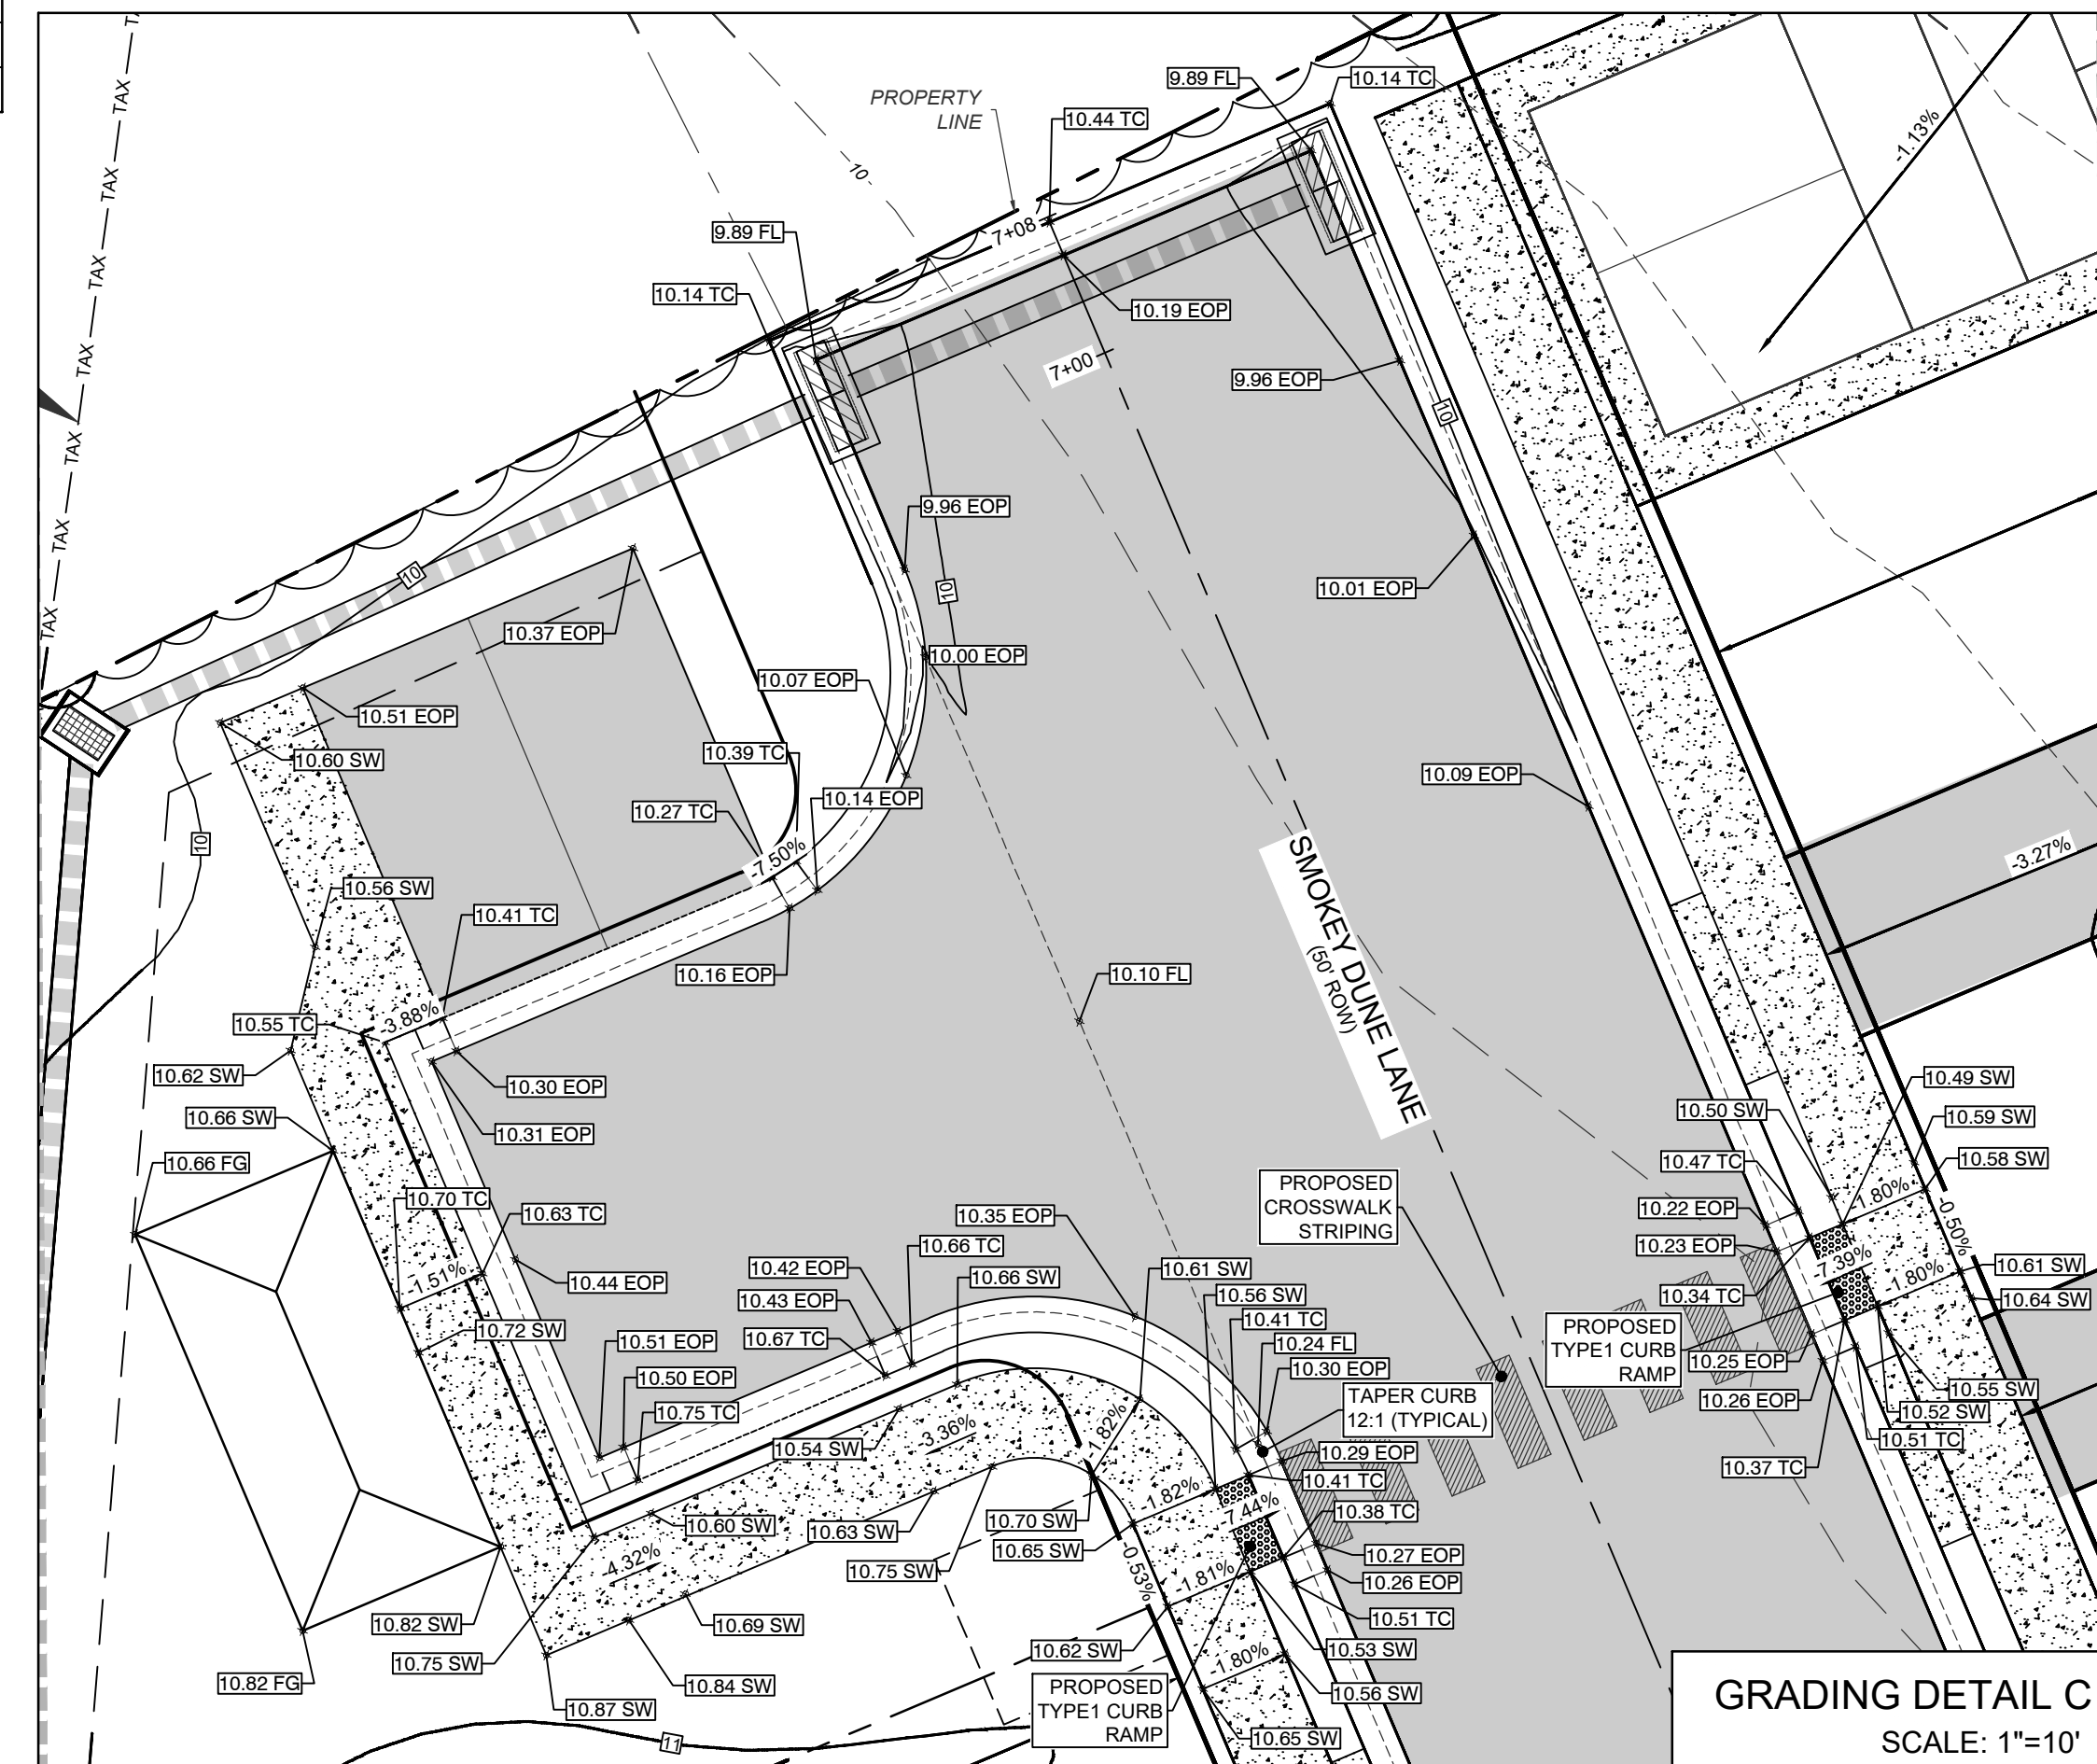 TAX
TAX
TAX
TAX
TAX
TAX
TAX
TAX
PROPERTY
LINE
10
9.89 FL
10.14 TC
10.44 TC
-1.13%
9.89 FL
7+08
10.14 TC
10.19 EOP
7+00
9.96 EOP
10
9.96 EOP
10
10
10.01 EOP
10.37 EOP
10.00 EOP
10.07 EOP
10.51 EOP
10.39 TC
10.60 SW
10.09 EOP
10.14 EOP
10.27 TC
10
-7.50%
-3.27%
SMOKEY DUNE LANE
(50' ROW)
10.56 SW
10.41 TC
10.16 EOP
10.10 FL
10.55 TC
-3.88%
10.62 SW
10.30 EOP
10.49 SW
10.66 SW
10.50 SW
10.59 SW
10.31 EOP
10.66 FG
10.47 TC
10.58 SW
10.70 TC
10.63 TC
10.35 EOP
PROPOSED
CROSSWALK
STRIPING
10.22 EOP
-1.80%
-0.50%
10.66 TC
10.23 EOP
-7.39%
10.42 EOP
10.61 SW
10.61 SW
-1.51%
10.44 EOP
10.66 SW
-1.80%
10.43 EOP
10.56 SW
10.34 TC
10.64 SW
10.41 TC
10.72 SW
10.51 EOP
10.67 TC
10.24 FL
PROPOSED
TYPE1 CURB
RAMP
10.25 EOP
10.30 EOP
10.50 EOP
TAPER CURB
12:1 (TYPICAL)
10.26 EOP
10.55 SW
10.75 TC
10.52 SW
-1.82%
-3.36%
10.54 SW
10.29 EOP
10.51 TC
10.41 TC
10.37 TC
-1.82%
-7.44%
10.38 TC
10.60 SW
10.63 SW
10.70 SW
10.65 SW
-4.32%
10.75 SW
-0.53%
-1.81%
10.27 EOP
10.26 EOP
10.82 SW
10.69 SW
10.51 TC
10.62 SW
10.53 SW
10.75 SW
-1.80%
10.82 FG
10.84 SW
PROPOSED
TYPE1 CURB
RAMP
10.56 SW
10.87 SW
10.65 SW
11
GRADING DETAIL C
SCALE: 1"=10'